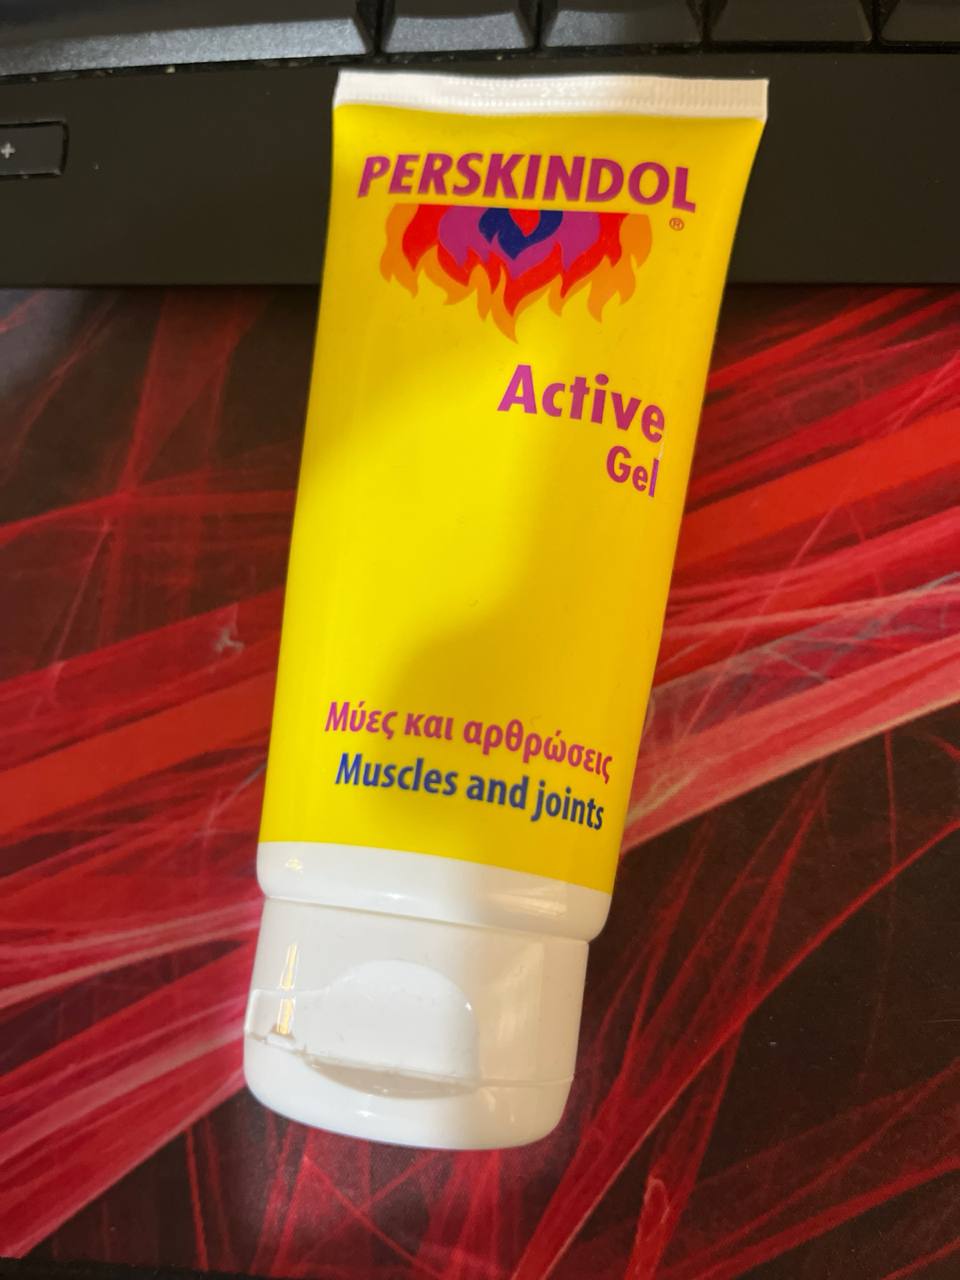 PERSKINDOL
®
Active
Gel
Μύες και αρθρώσεις
Muscles and joints
+